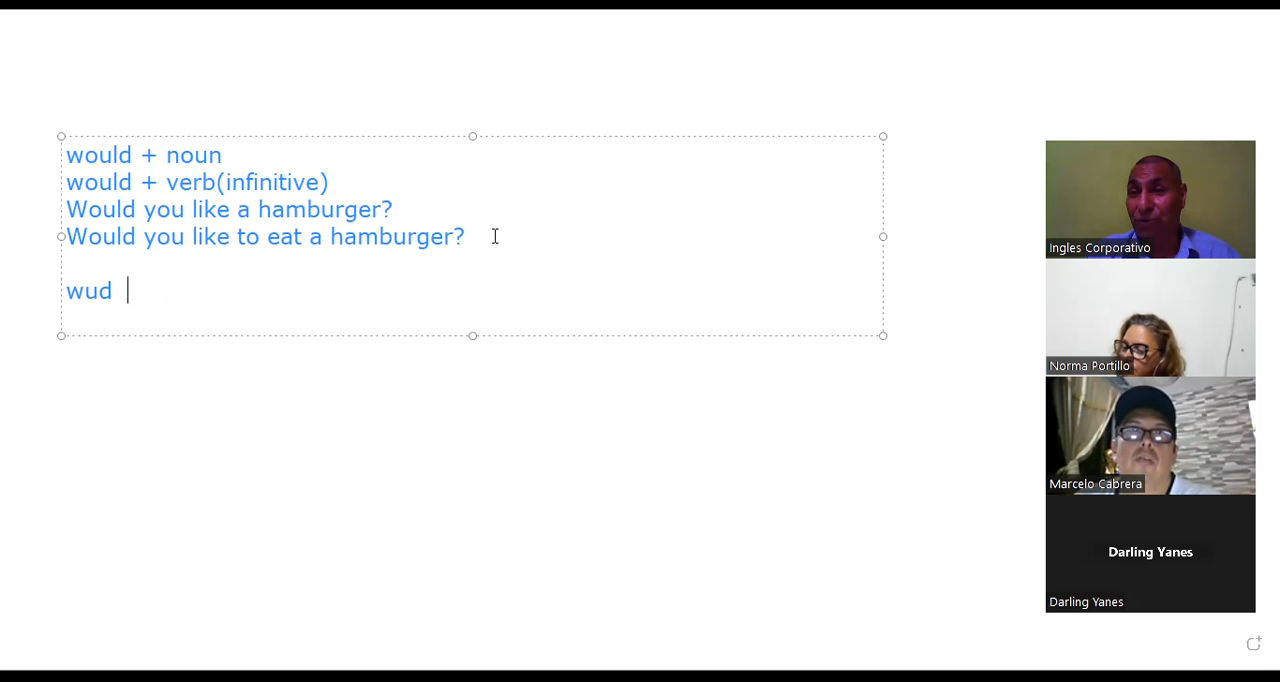 would + noun
would + verb(infinitive)
Would you like a hamburger?
Would you like to eat a hamburger?
wud
Ingles Corporativo
Norma Portillo
Marcelo Cabrera
Darling Yanes
Darling Yanes